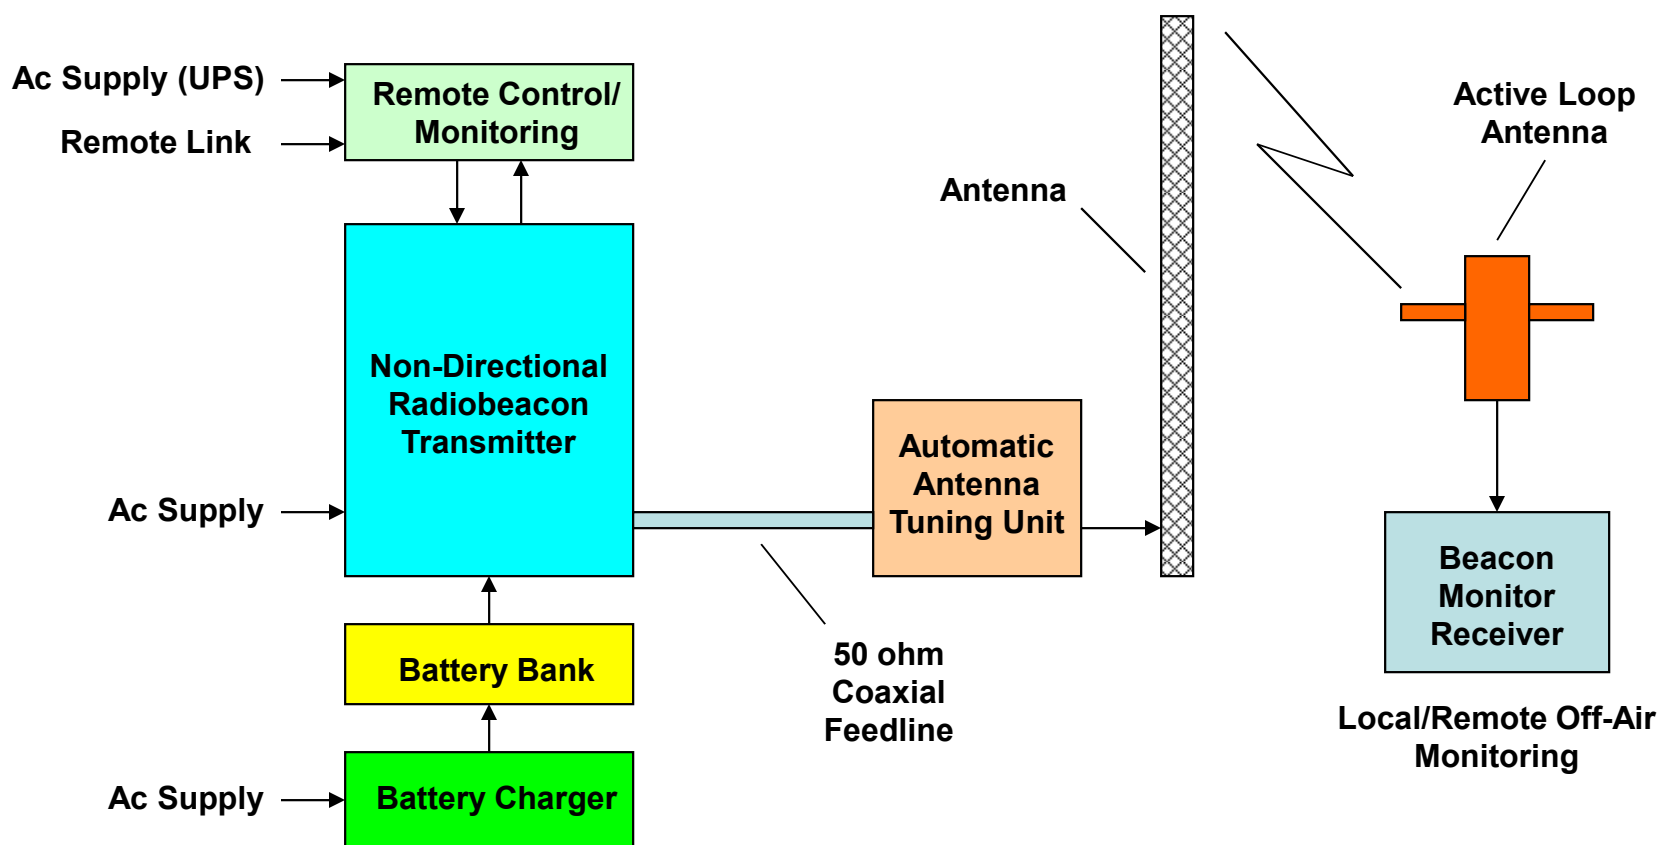 Ac Supply (UPS)
Remote Link
Remote Control/
Monitoring
Antenna
Active Loop
Antenna
Non-Directional
Radiobeacon
Transmitter
Ac Supply
Automatic
Antenna
Tuning Unit
Beacon
Monitor
Receiver
Battery Bank
50 ohm
Coaxial
Feedline
Local/Remote Off-Air
Monitoring
Ac Supply
Battery Charger